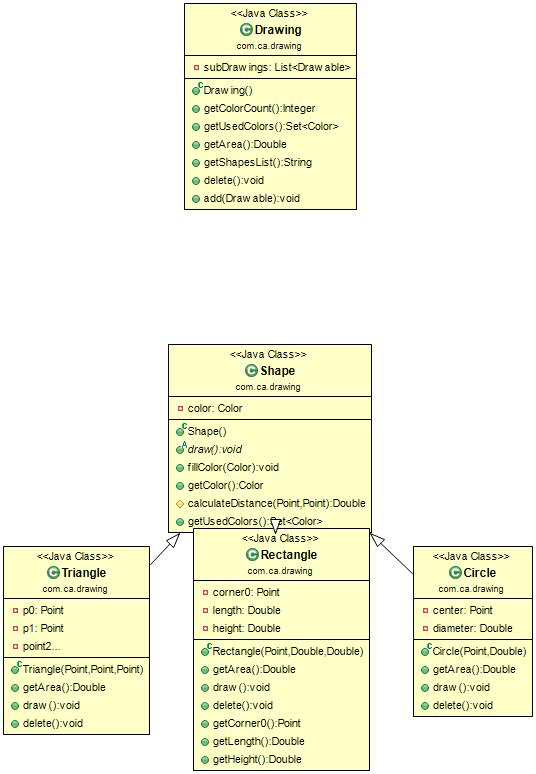 <<Java Class>>
Drawing
com.ca.drawing
subDrawings: List<Drawable>
Drawing()
getColorCount():Integer
getUsedColors():Set<Color>
getArea():Double
getShapesList():String
delete():void
add(Drawable):void
<<Java Class>>
Shape
com.ca.drawing
color: Color
Shape()
draw():void
fillColor(Color):void
getColor():Color
calculateDistance(Point,Point):Double
getUsedColors():Set<Color>
<<Java Class>>
Triangle
com.ca.drawing
p0: Point
p1: Point
point2...
Triangle(Point,Point,Point)
getArea():Double
draw():void
delete():void
<<Java Class>>
Rectangle
com.ca.drawing
corner0: Point
length: Double
height: Double
Rectangle(Point,Double,Double)
getArea():Double
draw():void
delete():void
getCorner0():Point
getLength():Double
getHeight():Double
<<Java Class>>
Circle
com.ca.drawing
center: Point
diameter: Double
Circle(Point,Double)
getArea():Double
draw():void
delete():void